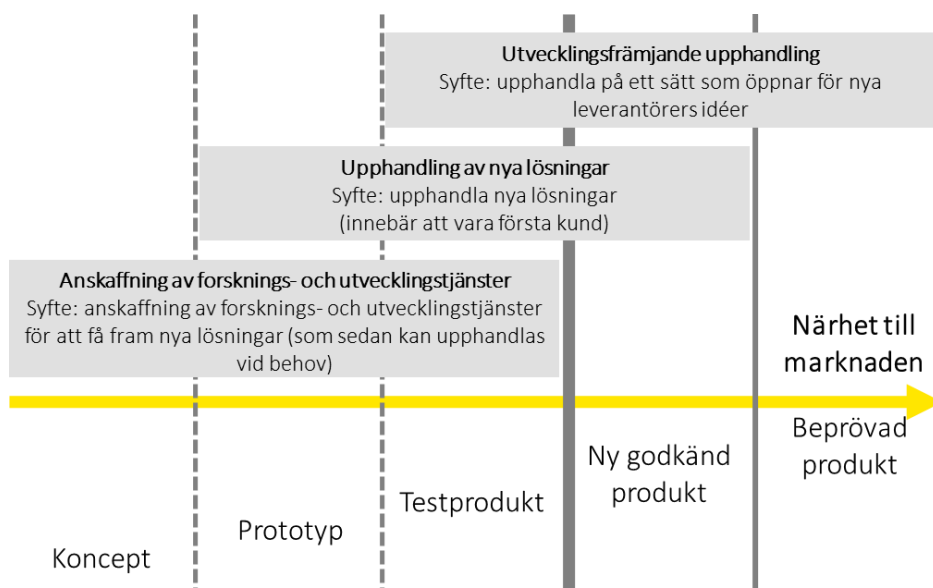 Utvecklingsfrämjande upphandling
Syfte: upphandla på ett sätt som öppnar för nya
leverantörers idéer
Upphandling av nya lösningar
Syfte: upphandla nya lösningar
(innebär att vara första kund)
Anskaffning av forsknings- och utvecklingstjänster
Syfte: anskaffning av forsknings- och utvecklingstjänster
för att få fram nya lösningar (som sedan kan upphandlas
vid behov)
Närhet till
marknaden
Koncept
Prototyp
Testprodukt
Ny godkänd
produkt
Beprövad
produkt